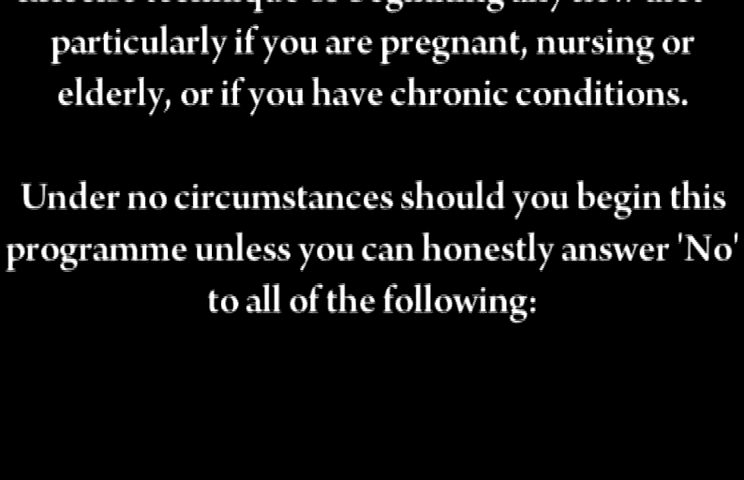 particularly if you are pregnant, nursing or
elderly, or if you have chronic conditions.
Under no circumstances should you begin this
programme unless you can honestly answer 'No'
to all of the following: